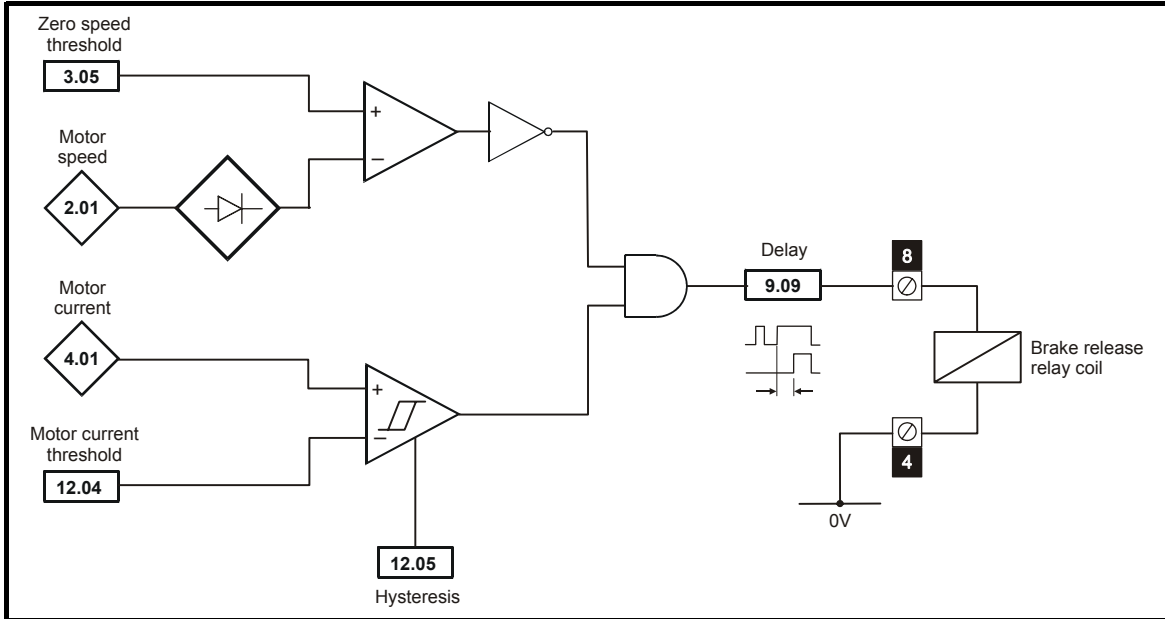 Zero speed
threshold
3.05
+
−
Motor
speed
2.01
Motor
current
4.01
+
−
Motor current
threshold
12.04
12.05
Hysteresis
Delay
9.09
8
Brake release
relay coil
4
0V